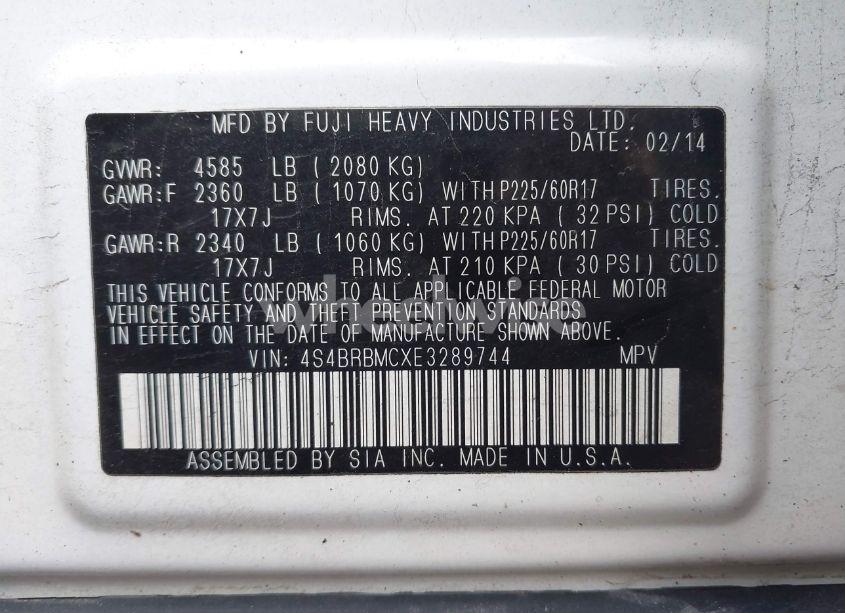 MFD BY FUJI HEAVY INDUSTRIES LTD.
DATE: 02/14
GVWR: 4585 LB ( 2080 KG)
GAWR:F 2360 LB ( 1070 KG) WITH P225/60R17 TIRES.
17X7J RIMS. AT 220 KPA ( 32 PSI) COLD
GAWR:R 2340 LB ( 1060 KG) WITH P225/60R17 TIRES.
17X7J RIMS. AT 210 KPA ( 30 PSI) COLD
THIS VEHICLE CONFORMS TO ALL APPLICABLE FEDERAL MOTOR
VEHICLE SAFETY AND THEFT PREVENTION STANDARDS
IN EFFECT ON THE DATE OF MANUFACTURE SHOWN ABOVE.
VIN: 4S4BRBMCXE3289744 MPV
ASSEMBLED BY SIA INC. MADE IN U.S.A.